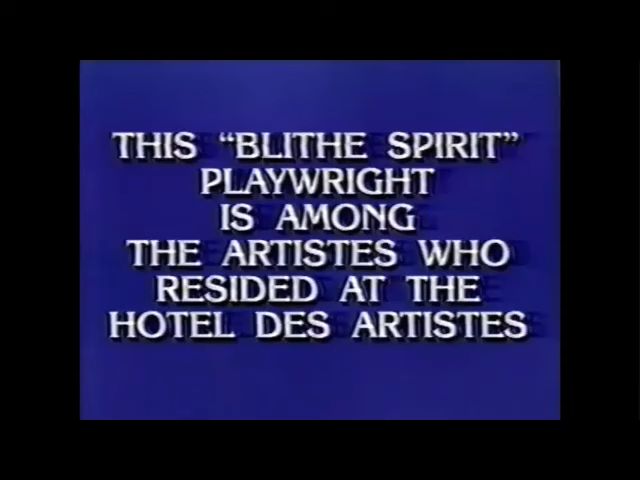 THIS "BLITHE SPIRIT"
PLAYWRIGHT
IS AMONG
THE ARTISTES WHO
RESIDED AT THE
HOTEL DES ARTISTES